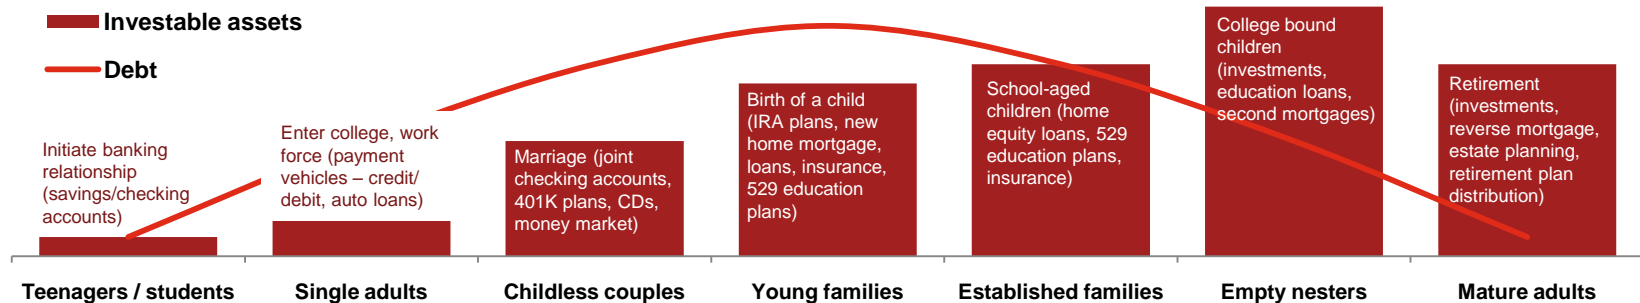 Investable assets
Debt
Initiate banking
relationship
(savings/checking
accounts)
Enter college, work
force (payment
vehicles – credit/
debit, auto loans)
Marriage (joint
checking accounts,
401K plans, CDs,
money market)
Birth of a child
(IRA plans, new
home mortgage,
loans, insurance,
529 education
plans)
School-aged
children (home
equity loans, 529
education plans,
insurance)
College bound
children
(investments,
education loans,
second mortgages)
Retirement
(investments,
reverse mortgage,
estate planning,
retirement plan
distribution)
Teenagers / students
Single adults
Childless couples
Young families
Established families
Empty nesters
Mature adults